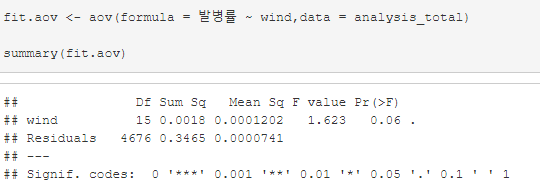 fit.aov <- aov(formula = 발병률 ~ wind,data = analysis_total)
summary(fit.aov)
## Df Sum Sq Mean Sq F value Pr(>F)
## wind 15 0.0018 0.0001202 1.623 0.06 .
## Residuals 4676 0.3465 0.0000741
## ---
## Signif. codes: 0 '***' 0.001 '**' 0.01 '*' 0.05 '.' 0.1 ' ' 1